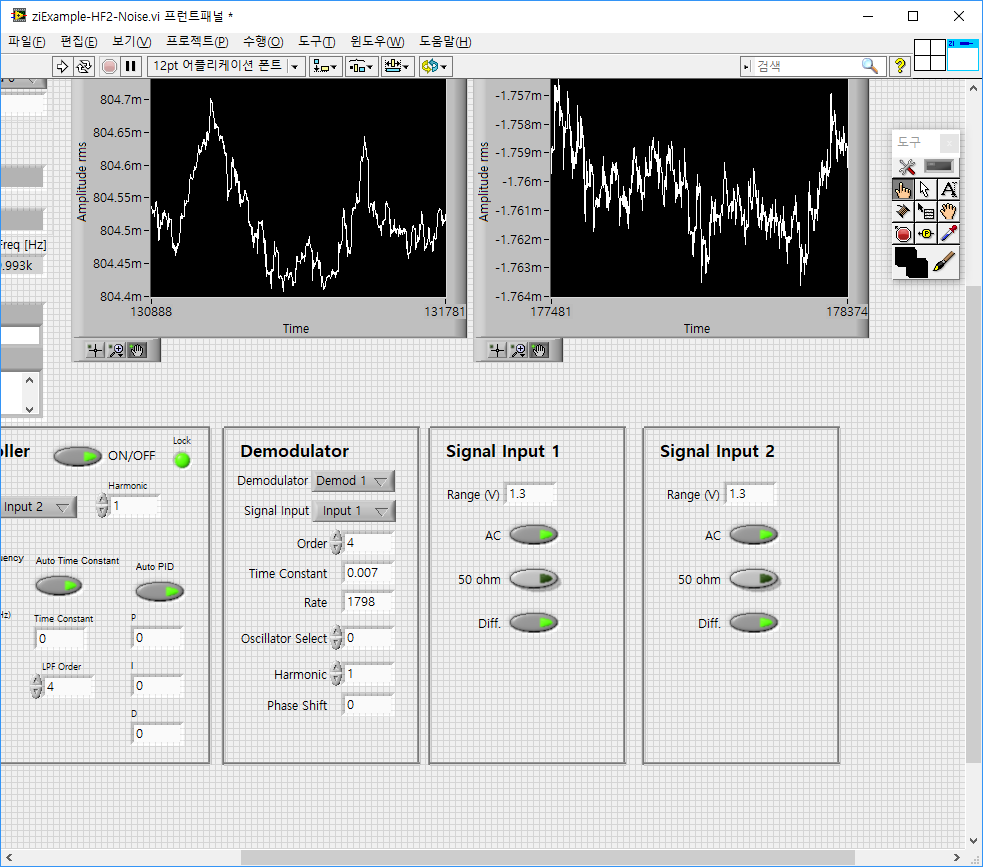 ziExample-HF2-Noise.vi 프런트패널 *
파일(F) 편집(E) 보기(V) 프로젝트(P) 수행(O) 도구(T) 윈도우(W) 도움말(H)
12pt 어플리케이션 폰트
검색
도구
804.7m
804.65m
804.6m
804.55m
804.5m
804.45m
804.4m
Amplitude rms
130888
131781
Time
-1.757m
-1.758m
-1.759m
-1.76m
-1.761m
-1.762m
-1.763m
-1.764m
Amplitude rms
177481
178374
Time
Freq [Hz]
.993k
ller
ON/OFF
Lock
Input 2
Harmonic
1
uency
Auto Time Constant
Auto PID
Hz)
Time Constant
0
LPF Order
4
P
0
I
0
D
0
Demodulator
Demodulator Demod 1
Signal Input Input 1
Order 4
Time Constant 0.007
Rate 1798
Oscillator Select 0
Harmonic 1
Phase Shift 0
Signal Input 1
Range (V) 1.3
AC
50 ohm
Diff.
Signal Input 2
Range (V) 1.3
AC
50 ohm
Diff.